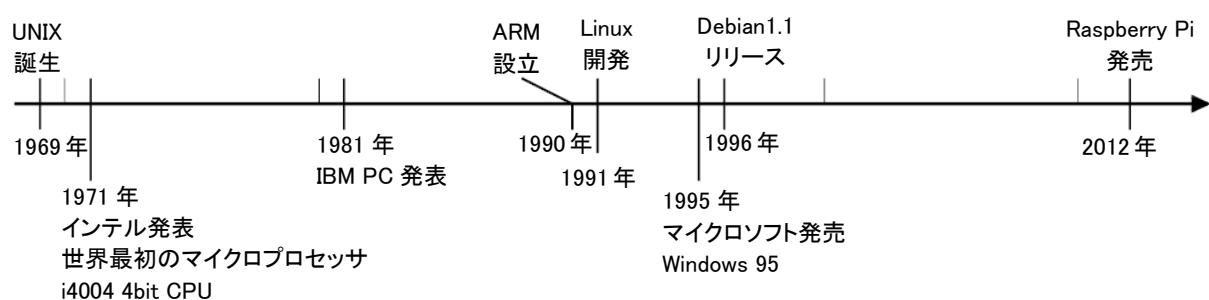 UNIX
誕生
ARM
設立
Linux
開発
Debian1.1
リリース
Raspberry Pi
発売
1969 年
1971 年
インテル発表
世界最初のマイクロプロセッサ
i4004 4bit CPU
1981 年
IBM PC 発表
1990 年
1991 年
1995 年
マイクロソフト発売
Windows 95
1996 年
2012 年